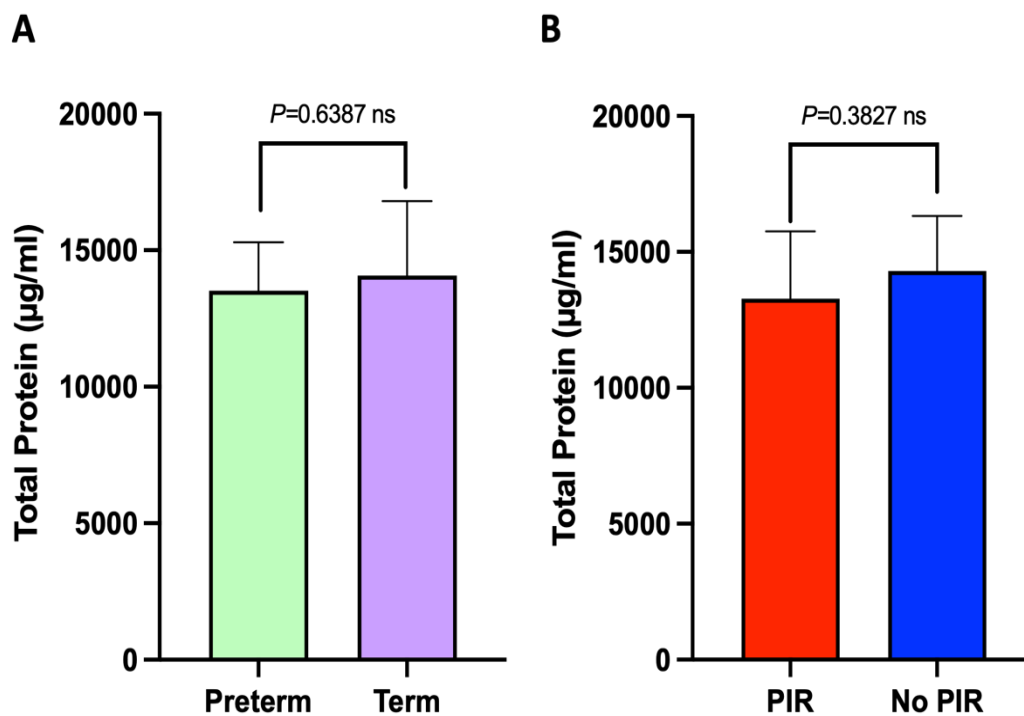 A
Total Protein (µg/ml)
20000
15000
10000
5000
0
P=0.6387 ns
Preterm
Term
B
Total Protein (µg/ml)
20000
15000
10000
5000
0
P=0.3827 ns
PIR
No PIR